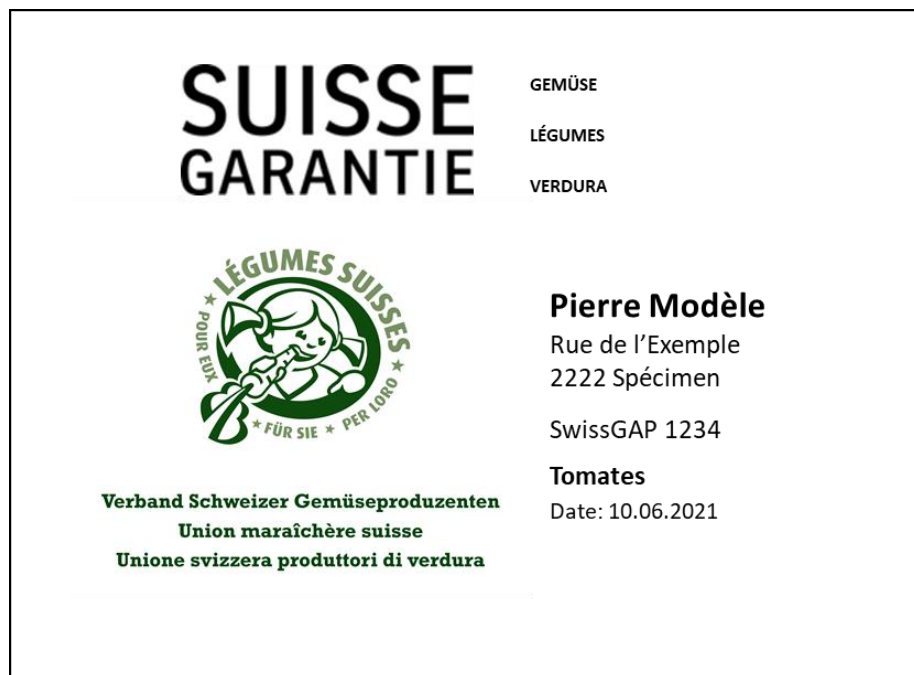 SUISSE
GARANTIE
GEMÜSE
LÉGUMES
VERDURA
LÉGUMES SUISSES
POUR EUX
FÜR SIE
PER LORO
Verband Schweizer Gemüseproduzenten
Union maraîchère suisse
Unione svizzera produttori di verdura
Pierre Modèle
Rue de l'Exemple
2222 Spécimen
SwissGAP 1234
Tomates
Date: 10.06.2021